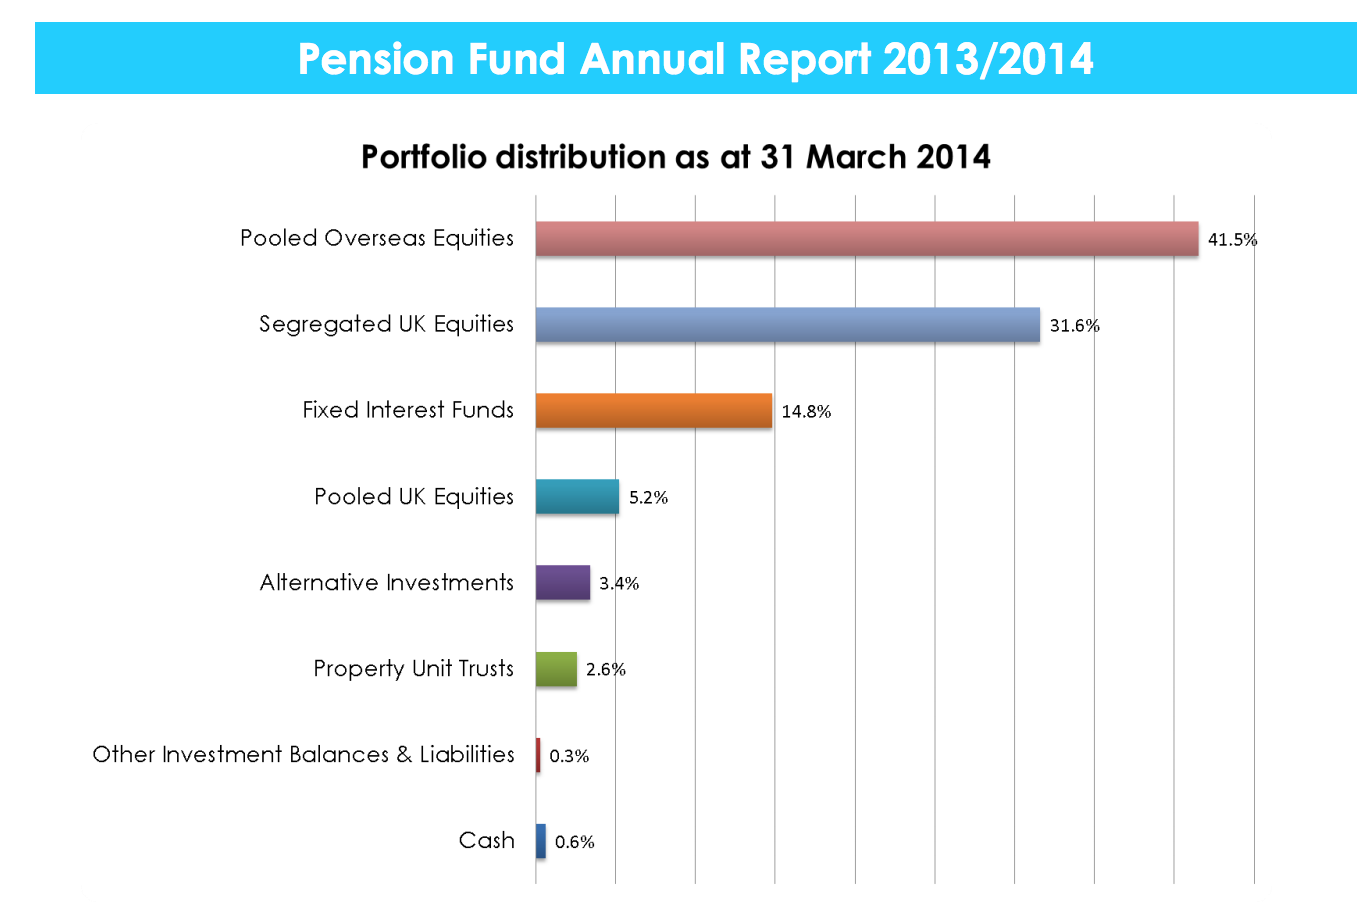 Pension Fund Annual Report 2013/2014
Portfolio distribution as at 31 March 2014
Pooled Overseas Equities 41.5%
Segregated UK Equities 31.6%
Fixed Interest Funds 14.8%
Pooled UK Equities 5.2%
Alternative Investments 3.4%
Property Unit Trusts 2.6%
Other Investment Balances & Liabilities 0.3%
Cash 0.6%